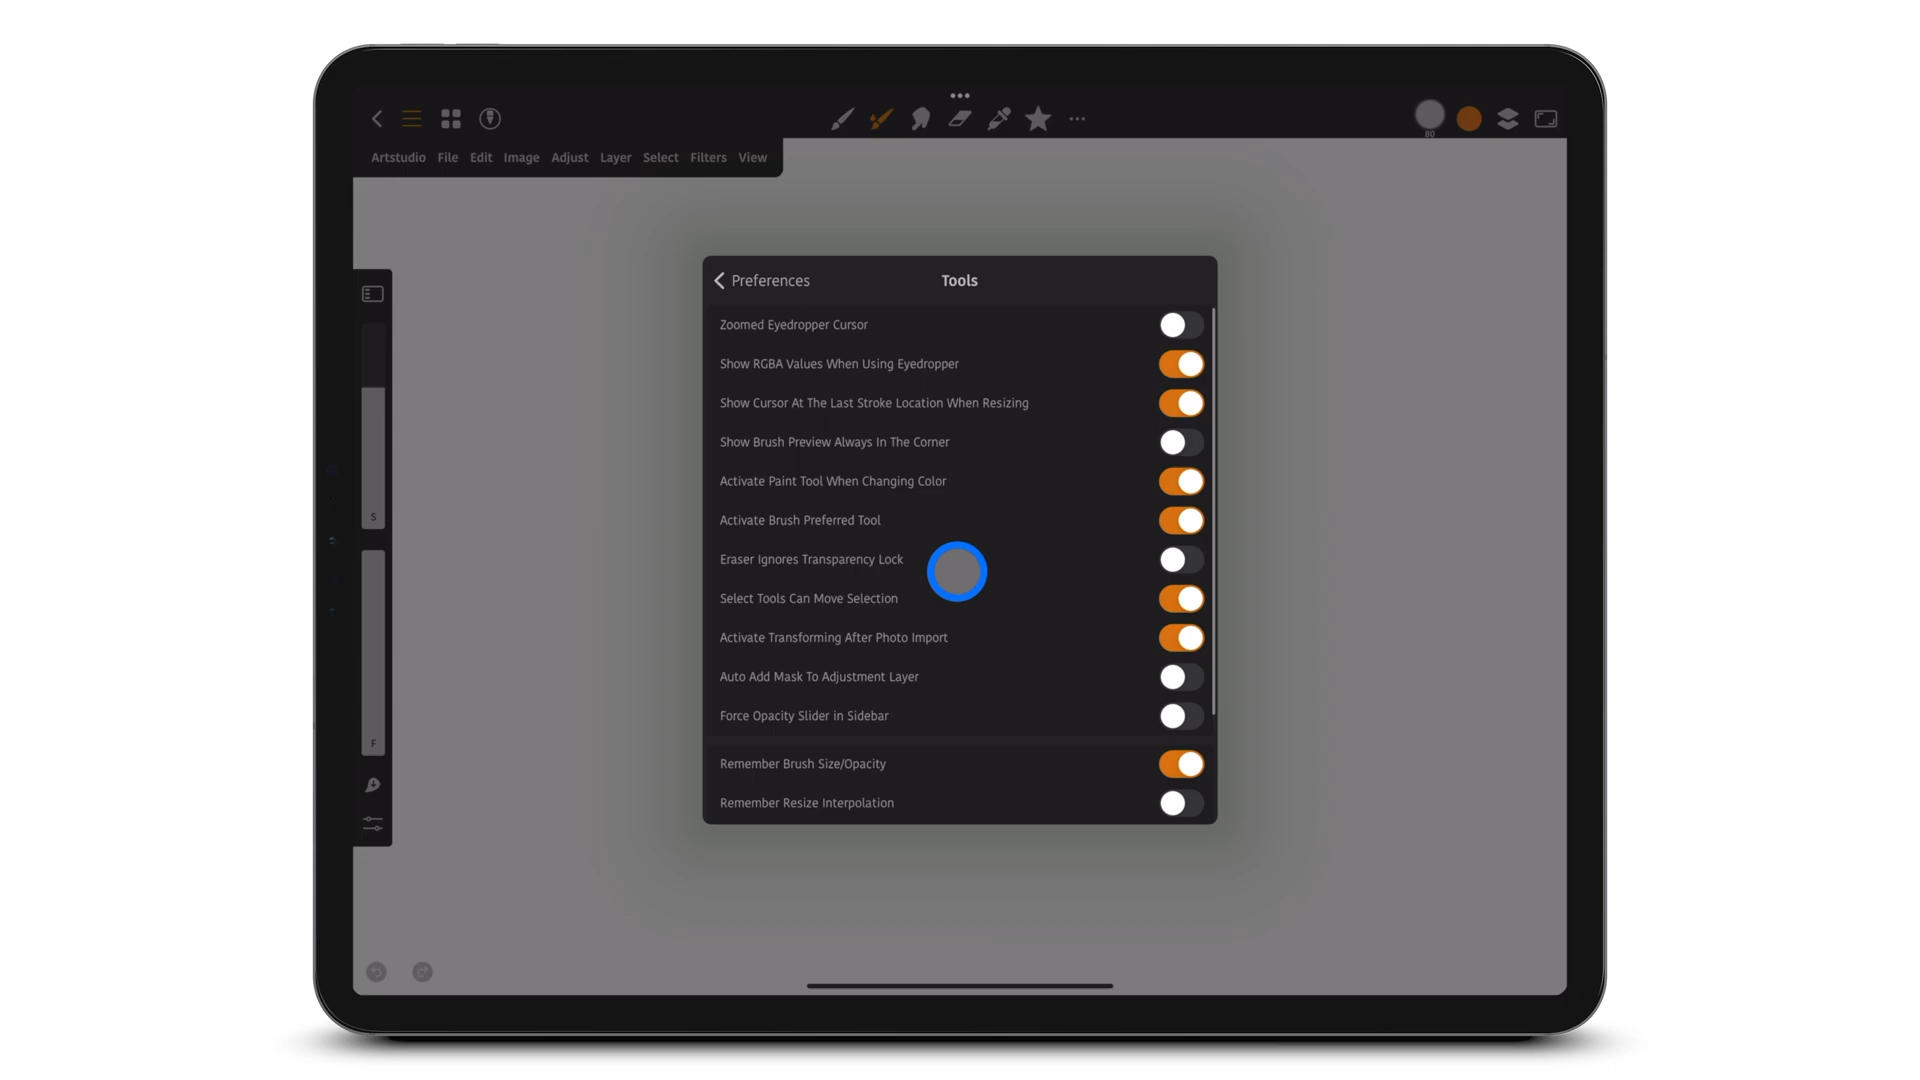 80
Artstudio File Edit Image Adjust Layer Select Filters View
Preferences Tools
Zoomed Eyedropper Cursor
Show RGBA Values When Using Eyedropper
Show Cursor At The Last Stroke Location When Resizing
Show Brush Preview Always In The Corner
Activate Paint Tool When Changing Color
Activate Brush Preferred Tool
Eraser Ignores Transparency Lock
Select Tools Can Move Selection
Activate Transforming After Photo Import
Auto Add Mask To Adjustment Layer
Force Opacity Slider in Sidebar
Remember Brush Size/Opacity
Remember Resize Interpolation
S
F